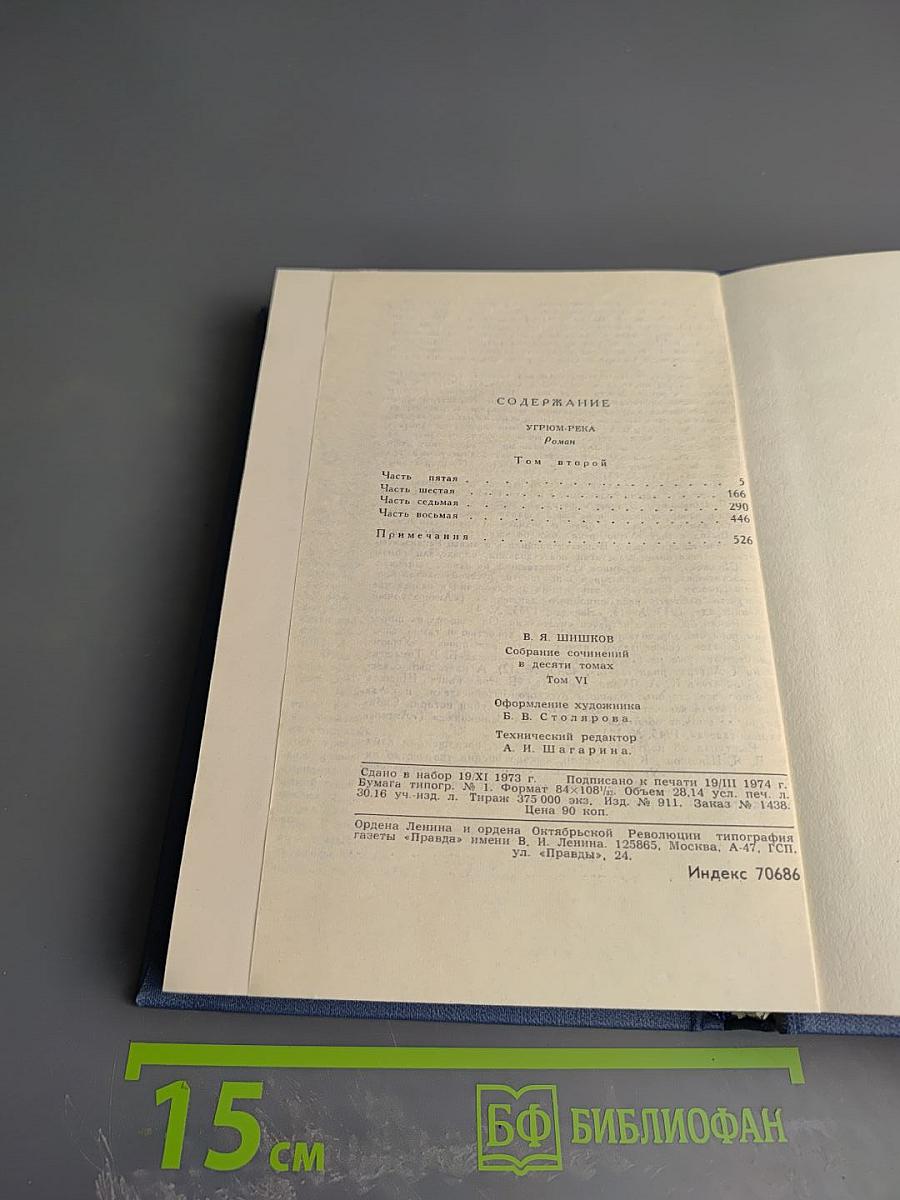 СОДЕРЖАНИЕ
УГРЮМ-РЕКА
Роман
Том второй
Часть пятая . . . . . . . . . . . . . . . . . . 5
Часть шестая . . . . . . . . . . . . . . . . . . 166
Часть седьмая . . . . . . . . . . . . . . . . . . 290
Часть восьмая . . . . . . . . . . . . . . . . . . 446
Примечания . . . . . . . . . . . . . . . . . 526
В. Я. ШИШКОВ
Собрание сочинений
в десяти томах
Том VI
Оформление художника
Б. В. Столярова.
Технический редактор
А. И. Шагарина.
Сдано в набор 19/XI 1973 г. Подписано к печати 19/III 1974 г.
Бумага типогр. № 1. Формат 84×108¹/₃₂. Объем 28,14 усл. печ. л.
30.16 уч.-изд. л. Тираж 375 000 экз. Изд. № 911. Заказ № 1438.
Цена 90 коп.
Ордена Ленина и ордена Октябрьской Революции типография
газеты «Правда» имени В. И. Ленина. 125865, Москва, А-47, ГСП,
ул. «Правды», 24.
Индекс 70686
15 см
БФ БИБЛИОФАН